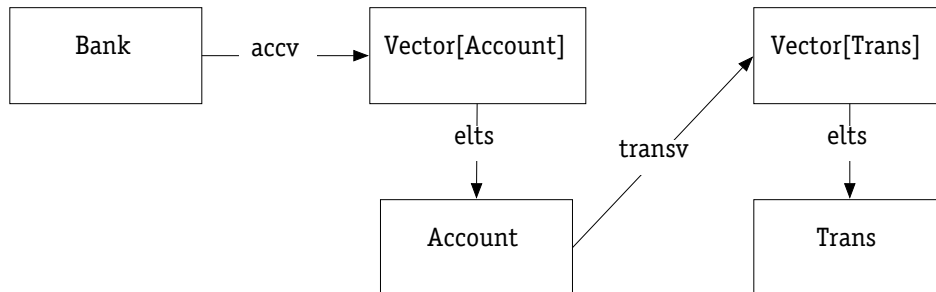 Bank
accv
Vector[Account]
Vector[Trans]
elts
transv
elts
Account
Trans